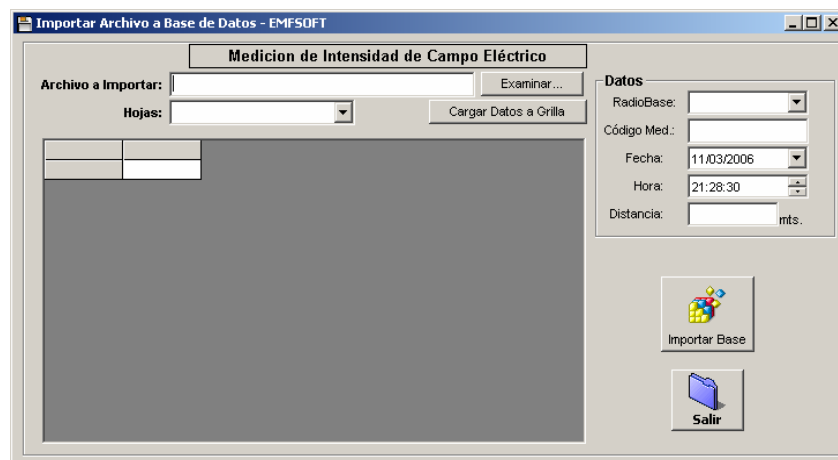 Importar Archivo a Base de Datos - EMFSOFT
Medicion de Intensidad de Campo Eléctrico
Archivo a Importar:
Examinar...
Hojas:
Cargar Datos a Grilla
Datos
RadioBase:
Código Med.:
Fecha: 11/03/2006
Hora: 21:28:30
Distancia: mts.
Importar Base
Salir